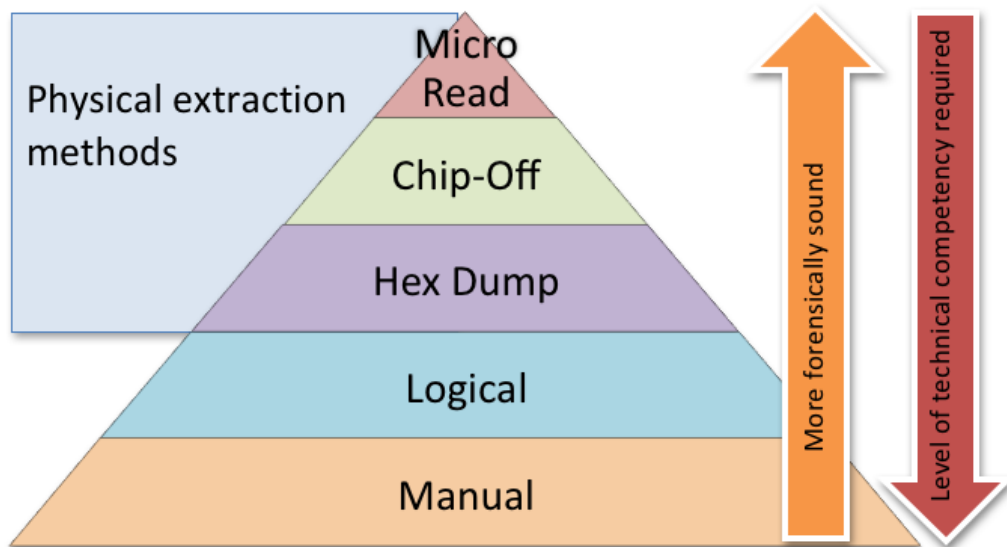 Physical extraction
methods
Micro
Read
Chip-Off
Hex Dump
Logical
Manual
More forensically sound
Level of technical competency required